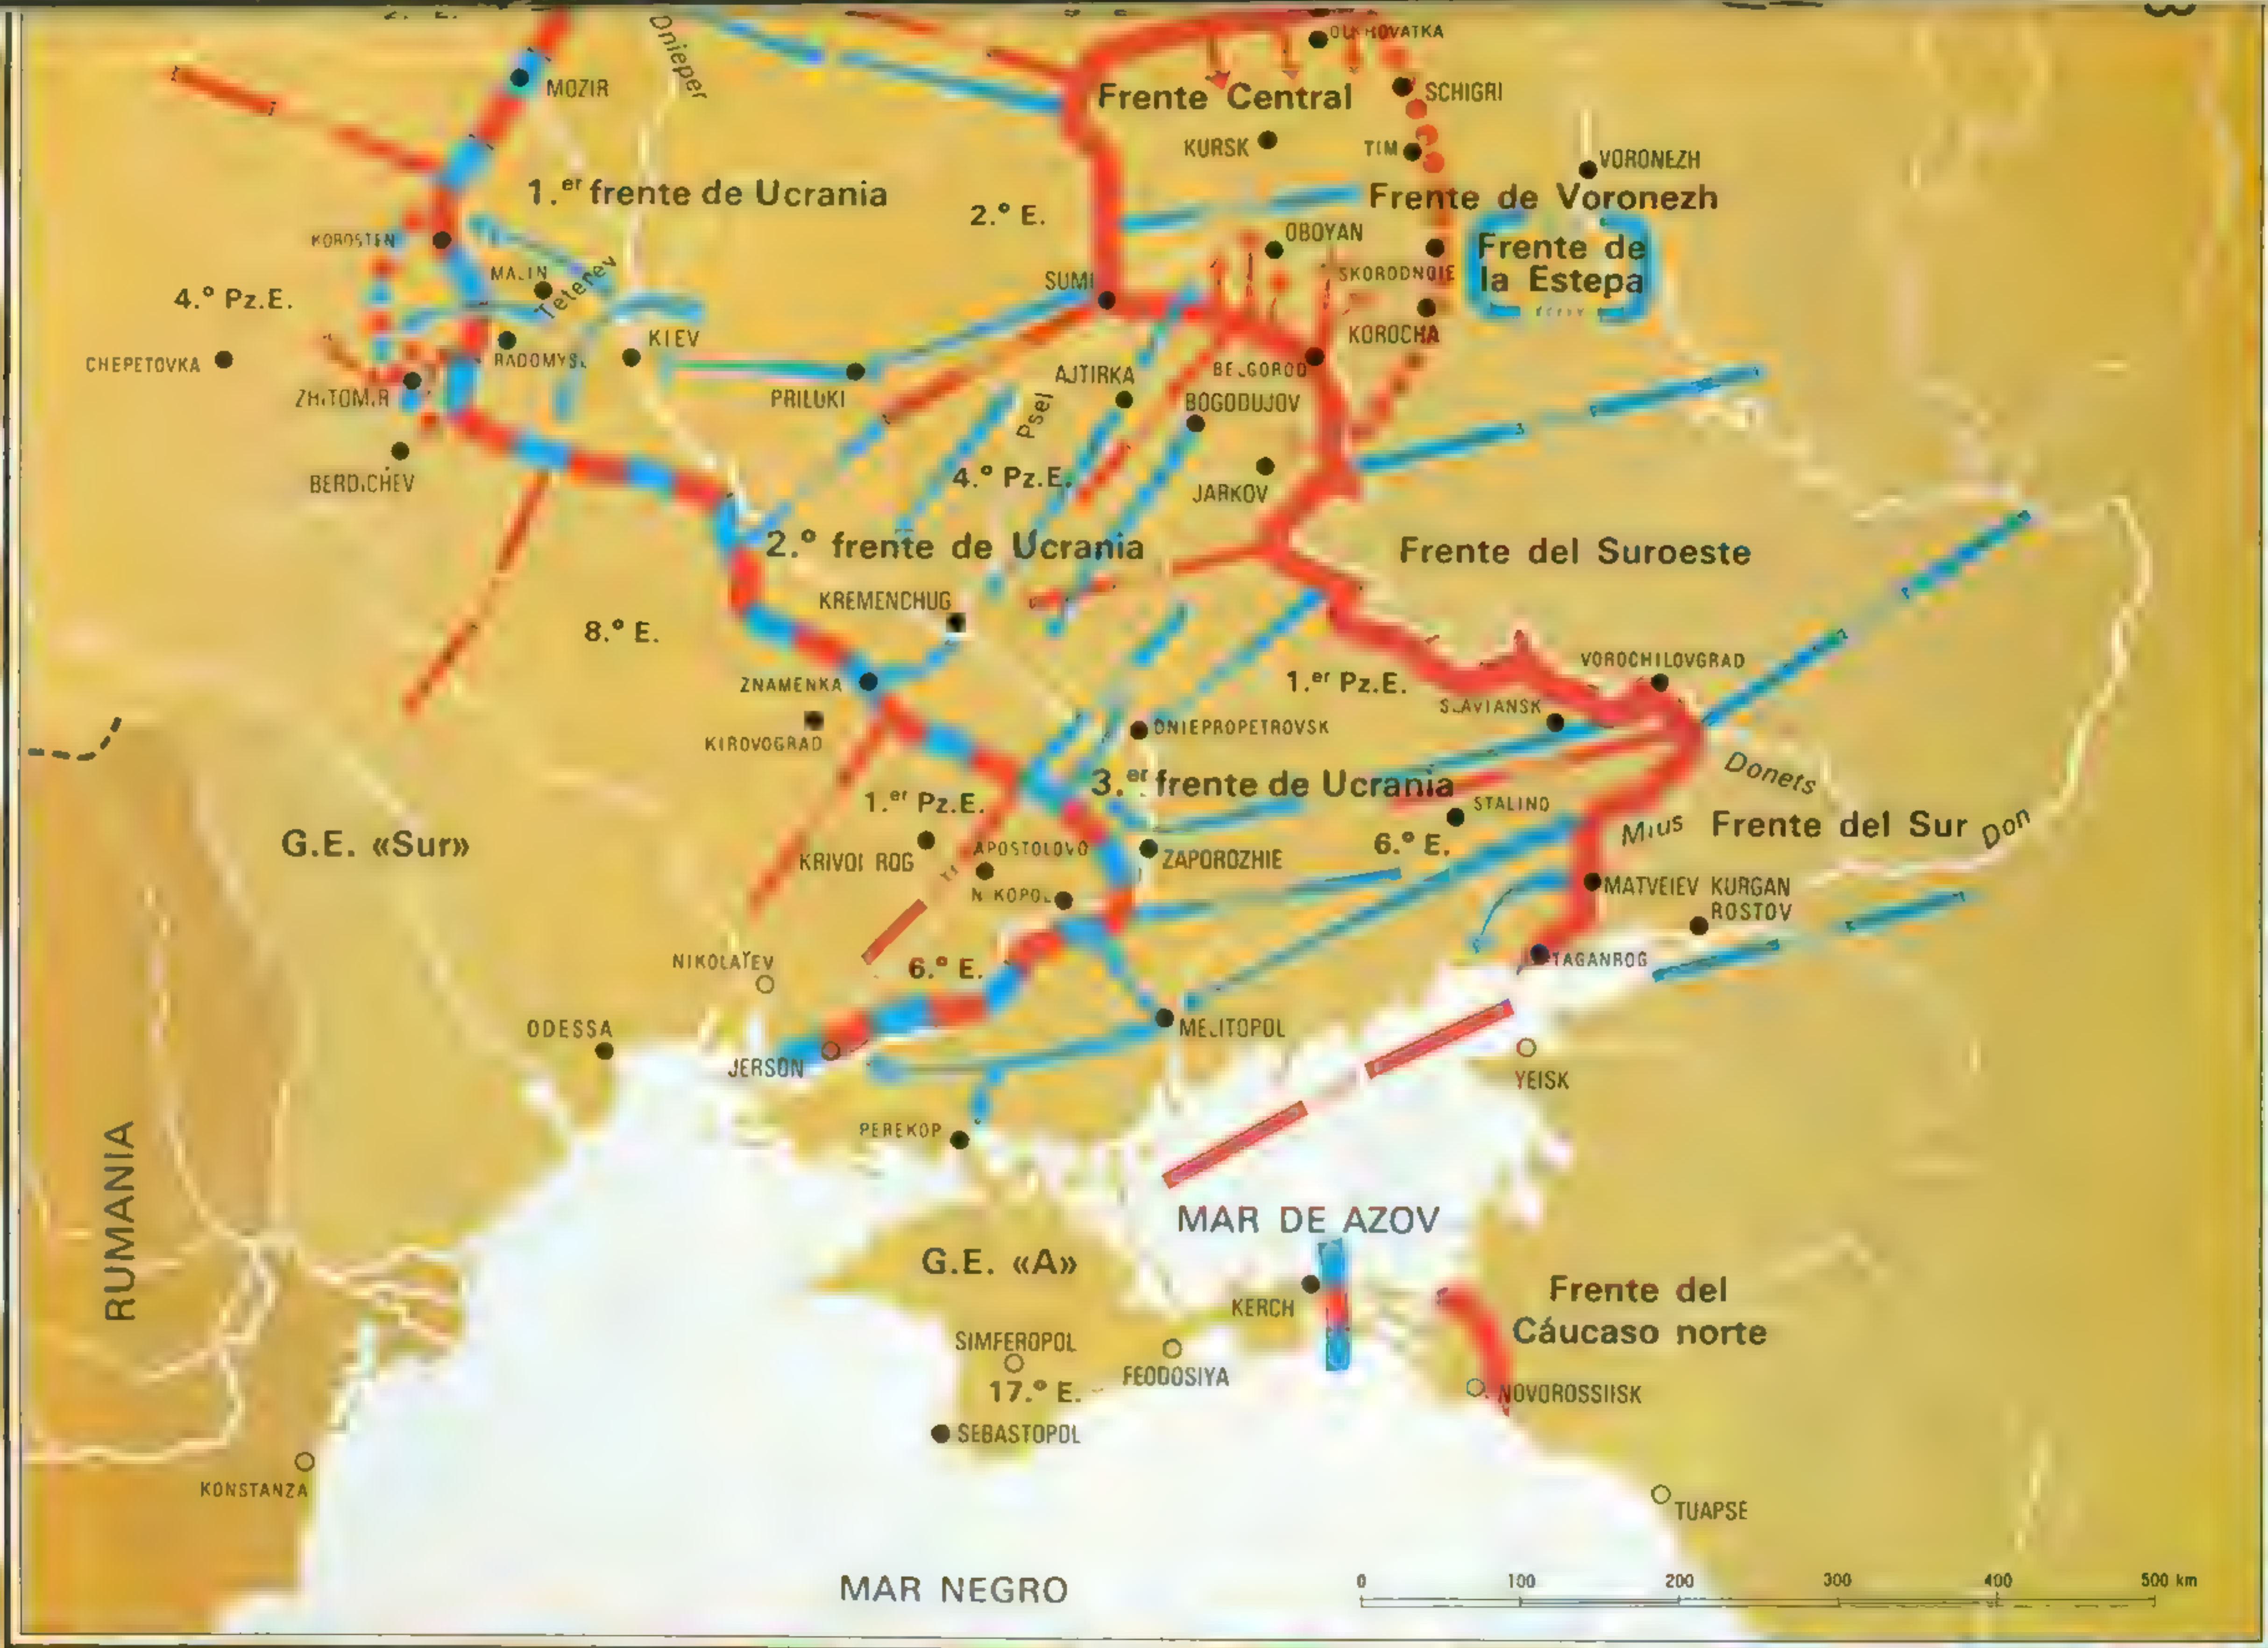 Dnieper
MOZIR
Frente Central
SCHIGRI
KURSK
TIM
VORONEZH
1.er frente de Ucrania
2.º E.
Frente de Voronezh
KOROSTEN
OBOYAN
Frente de
la Estepa
MALIN
Teterev
SKORODNOIE
4.º Pz.E.
SUMI
KOROCHA
KIEV
CHEPETOVKA
RADOMYSL
PRILUKI
AJTIRKA
BELGOROD
ZHITOMIR
Psel
BOGODUJOV
BERDICHEV
4.º Pz.E.
JARKOV
2.º frente de Ucrania
Frente del Suroeste
KREMENCHUG
8.º E.
ZNAMENKA
1.er Pz.E.
VOROCHILOVGRAD
SLAVIANSK
KIROVOGRAD
DNIEPROPETROVSK
Donets
3.er frente de Ucrania
1.er Pz.E.
STALINO
G.E. «Sur»
KRIVOI ROG
APOSTOLOVO
ZAPOROZHIE
6.º E.
Mius
Frente del Sur
Don
NIKOPOL
MATVEIEV KURGAN
ROSTOV
NIKOLAYEV
6.º E.
TAGANROG
ODESSA
JERSON
MELITOPOL
YEISK
PEREKOP
RUMANIA
MAR DE AZOV
G.E. «A»
KERCH
Frente del
Cáucaso norte
SIMFEROPOL
FEODOSIYA
17.º E.
NOVOROSSIISK
SEBASTOPOL
KONSTANZA
TUAPSE
MAR NEGRO
0 100 200 300 400 500 km